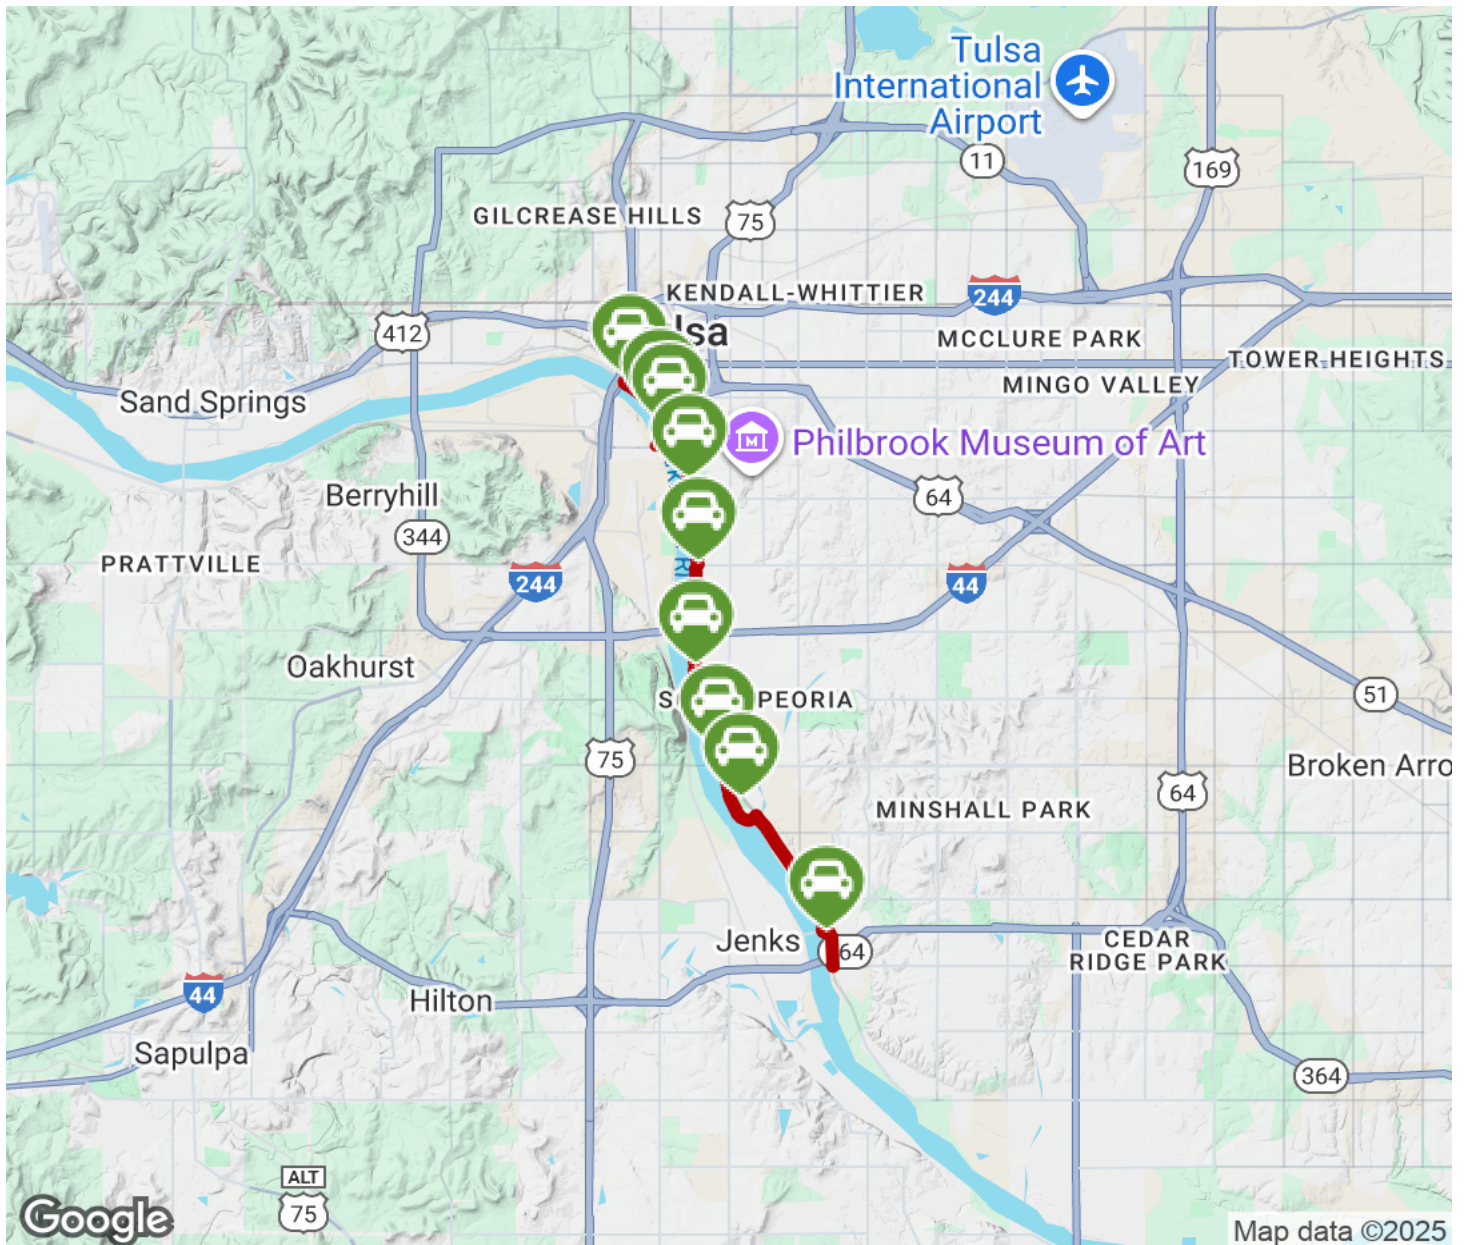 Tulsa
International
Airport
11
169
GILCREASE HILLS
75
KENDALL-WHITTIER
244
412
lsa
MCCLURE PARK
TOWER HEIGHTS
MINGO VALLEY
Sand Springs
M
Philbrook Museum of Art
Berryhill
64
344
PRATTVILLE
244
44
RI
Oakhurst
S
PEORIA
51
75
Broken Arro
64
MINSHALL PARK
Jenks
64
CEDAR
RIDGE PARK
44
Hilton
Sapulpa
364
ALT
75
Google
Map data ©2025